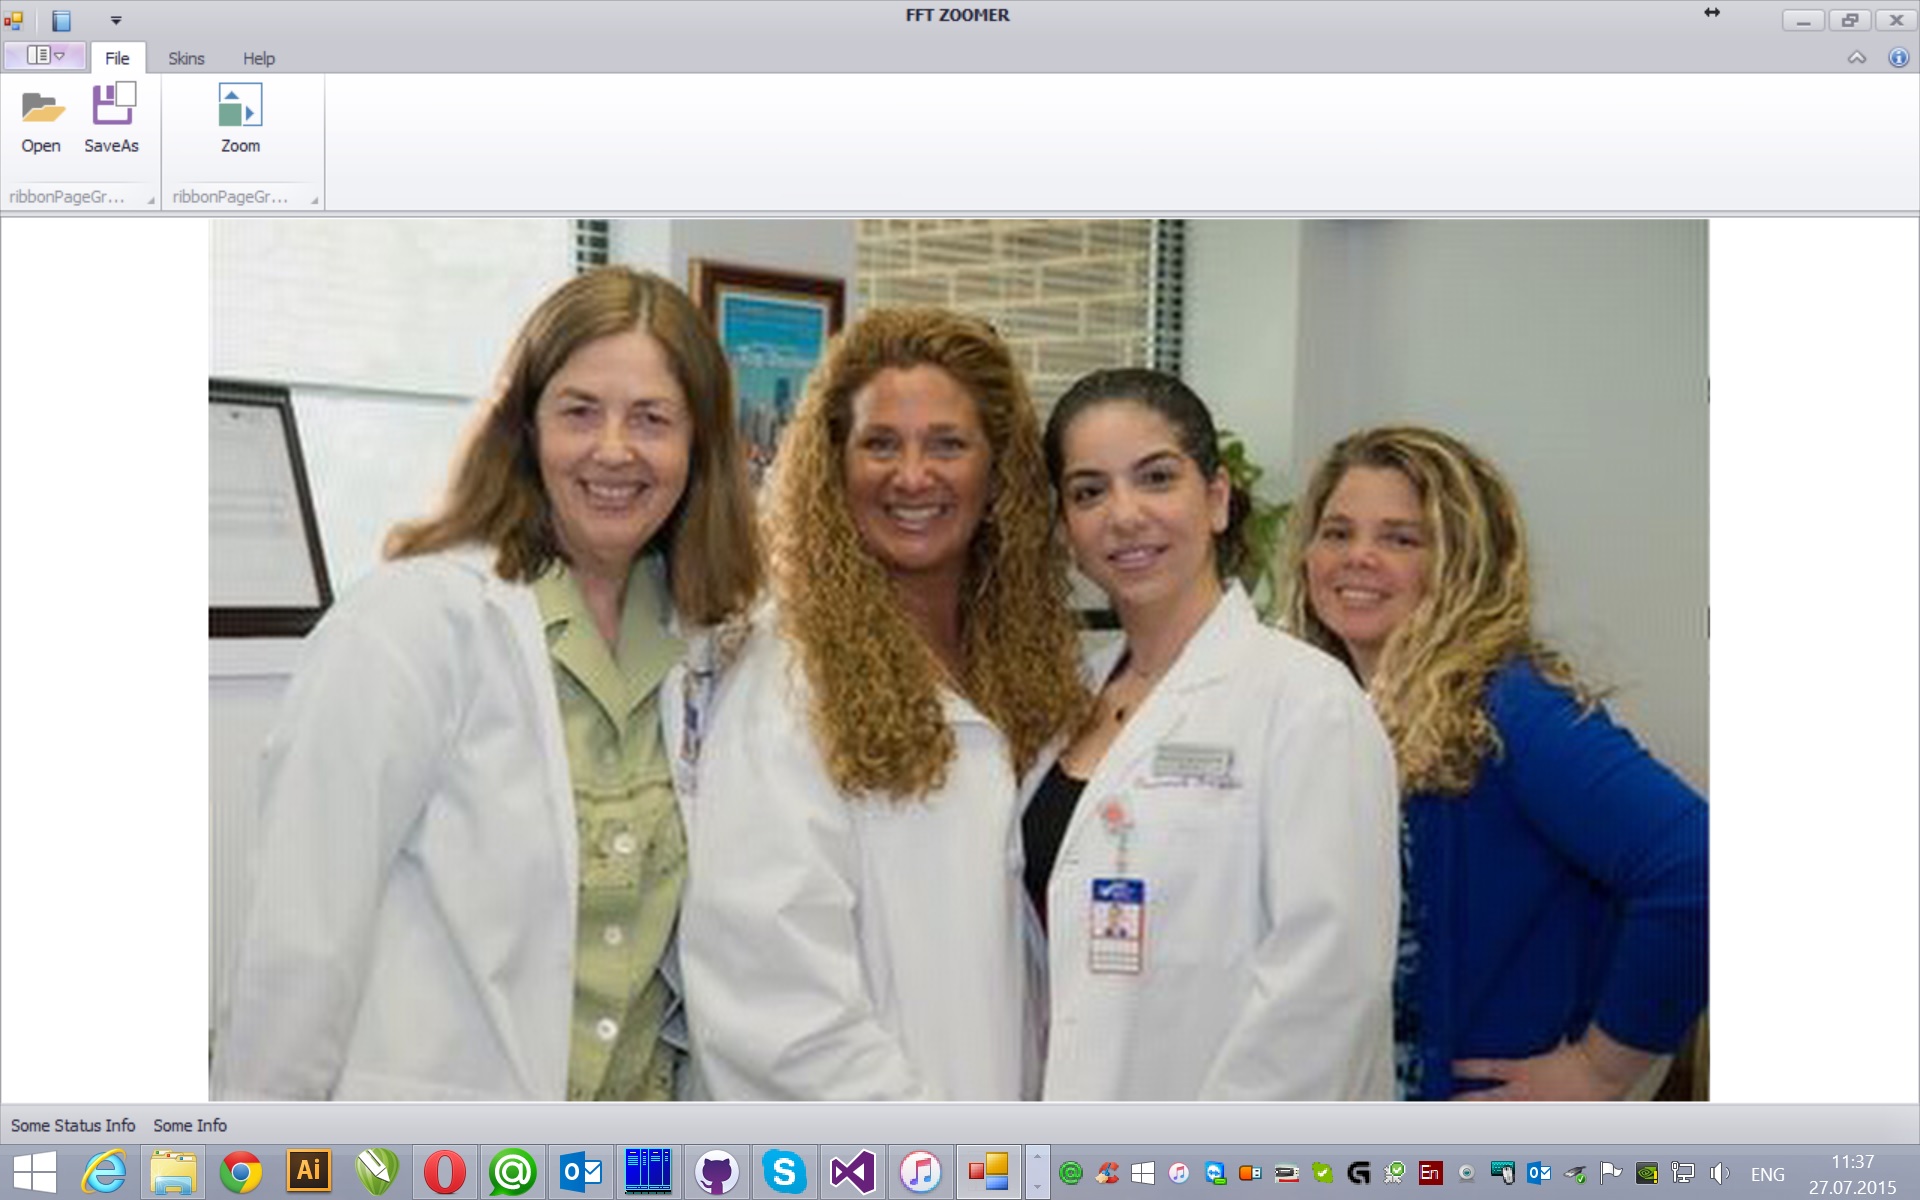 FFT ZOOMER
File Skins Help
Open SaveAs Zoom
ribbonPageGr... ribbonPageGr...
Some Status Info Some Info
Ai
En
ENG
11:37
27.07.2015